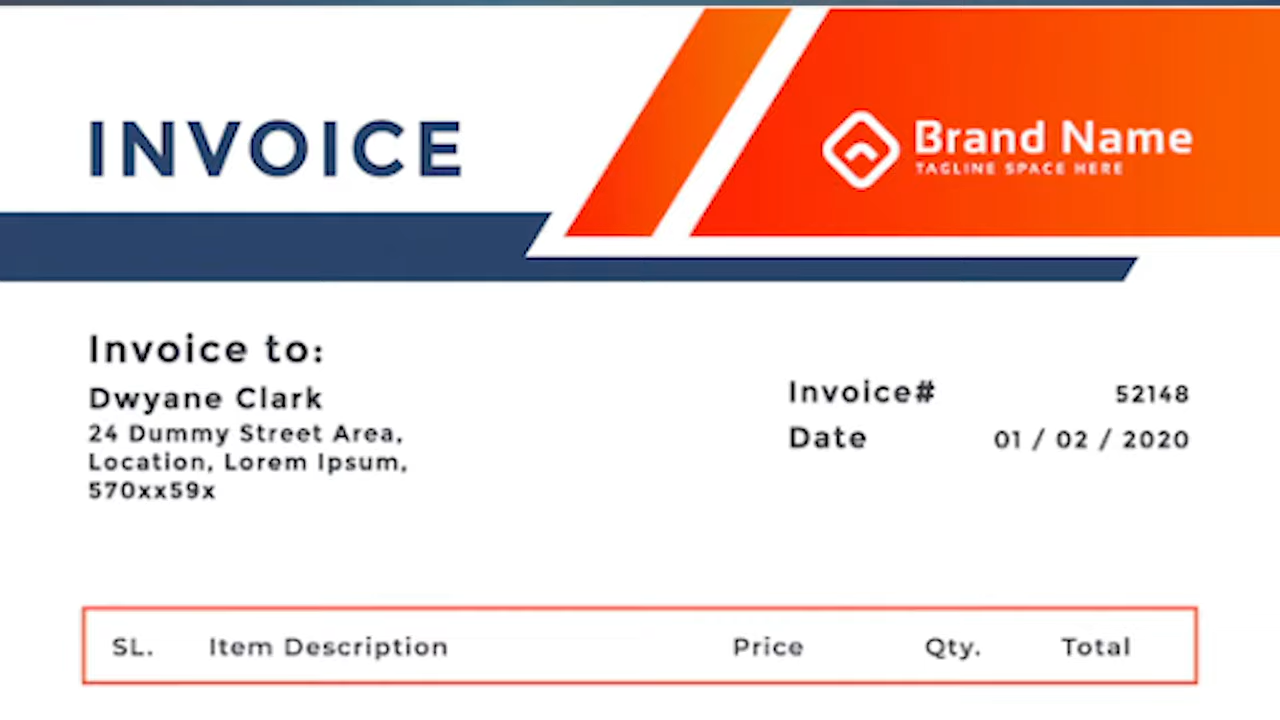 INVOICE
Brand Name
TAGLINE SPACE HERE
Invoice to:
Dwyane Clark
24 Dummy Street Area,
Location, Lorem Ipsum,
570xx59x
Invoice# 52148
Date 01 / 02 / 2020
SL. Item Description Price Qty. Total